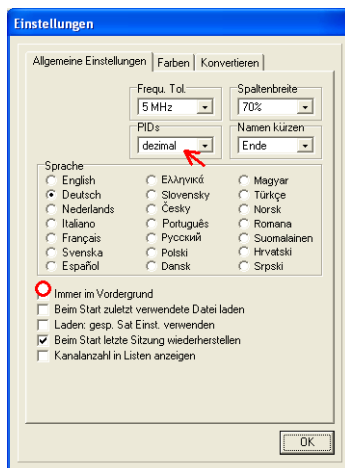 Einstellungen
Allgemeine Einstellungen Farben Konvertieren
Frequ. Tol. Spaltenbreite
5 MHz 70%
PIDs Namen kürzen
dezimal Ende
Sprache
English Ελληνικά Magyar
Deutsch Slovensky Türkçe
Nederlands Česky Norsk
Italiano Português Romana
Français Русский Suomalainen
Svenska Polski Hrvatski
Español Dansk Srpski
Immer im Vordergrund
Beim Start zuletzt verwendete Datei laden
Laden: gesp. Sat Einst. verwenden
Beim Start letzte Sitzung wiederherstellen
Kanalanzahl in Listen anzeigen
OK